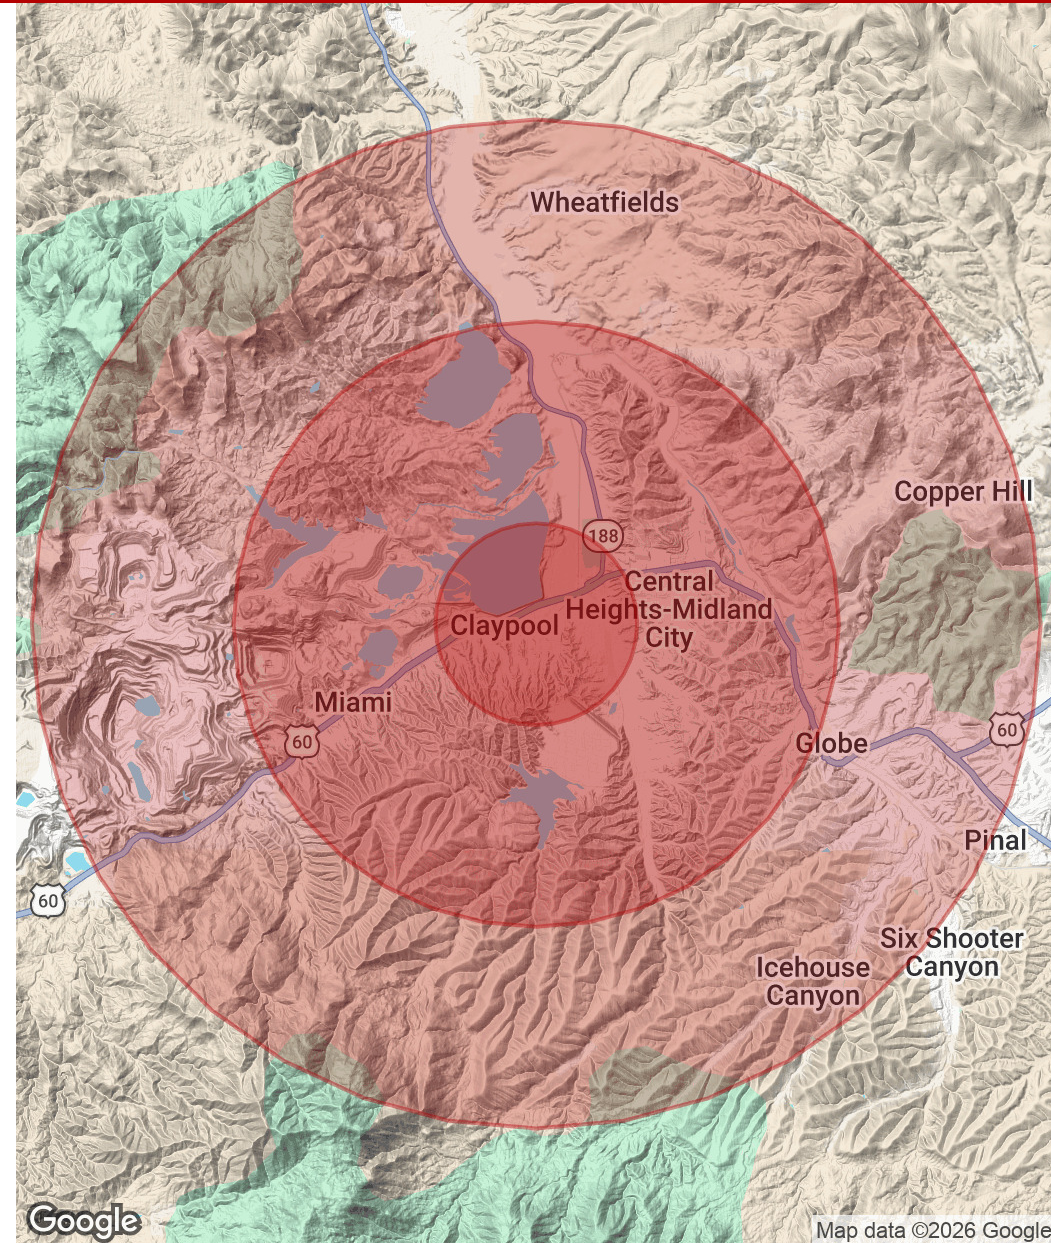 Wheatfields
Copper Hill
188
Central
Heights-Midland
City
Claypool
Miami
60
Globe
60
Pinal
60
Six Shooter
Canyon
Icehouse
Canyon
Google
Map data ©2026 Google